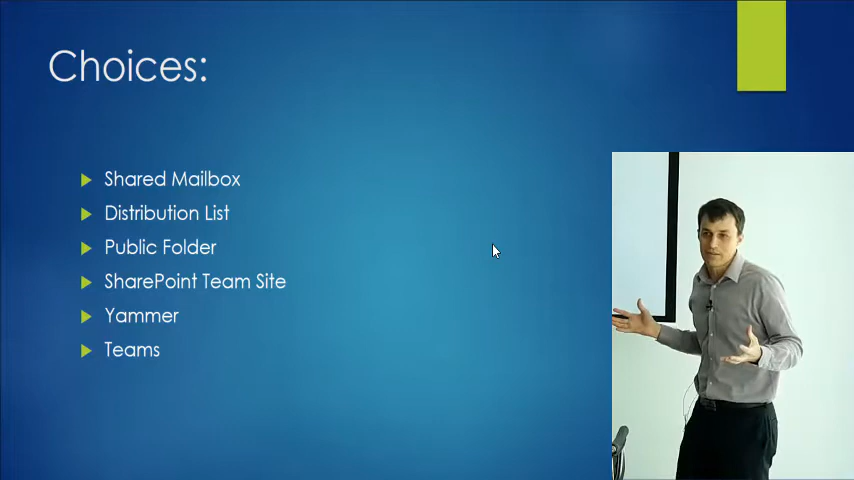 Choices:
Shared Mailbox
Distribution List
Public Folder
SharePoint Team Site
Yammer
Teams